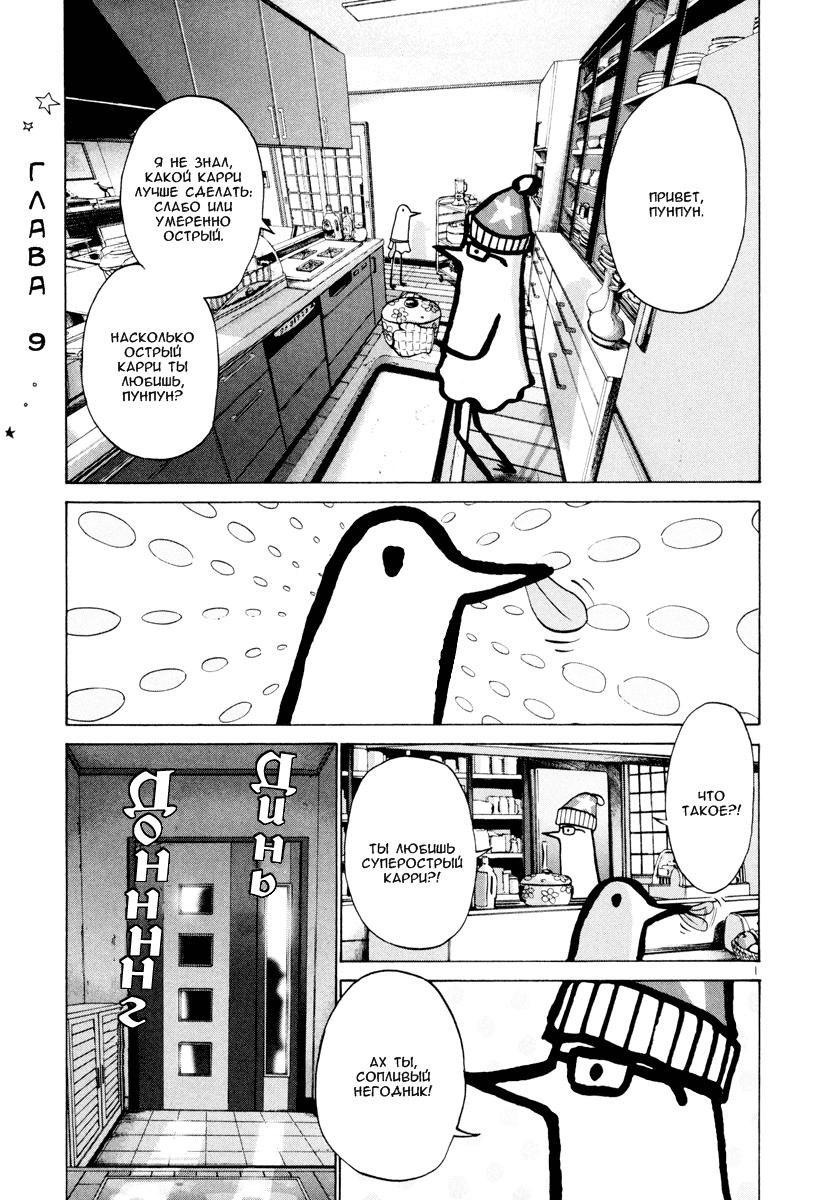 ГЛАВА 9
ПРИВЕТ,
ПУНПУН.
Я НЕ ЗНАЛ,
КАКОЙ КАРРИ
ЛУЧШЕ СДЕЛАТЬ:
СЛАБО ИЛИ
УМЕРЕННО
ОСТРЫЙ.
НАСКОЛЬКО
ОСТРЫЙ
КАРРИ ТЫ
ЛЮБИШЬ,
ПУНПУН?
ЧТО
ТАКОЕ?!
ТЫ ЛЮБИШЬ
СУПЕРОСТРЫЙ
КАРРИ?!
1
АХ ТЫ,
СОПЛИВЫЙ
НЕГОДНИК!
ДИНЬ
ДОННННГ